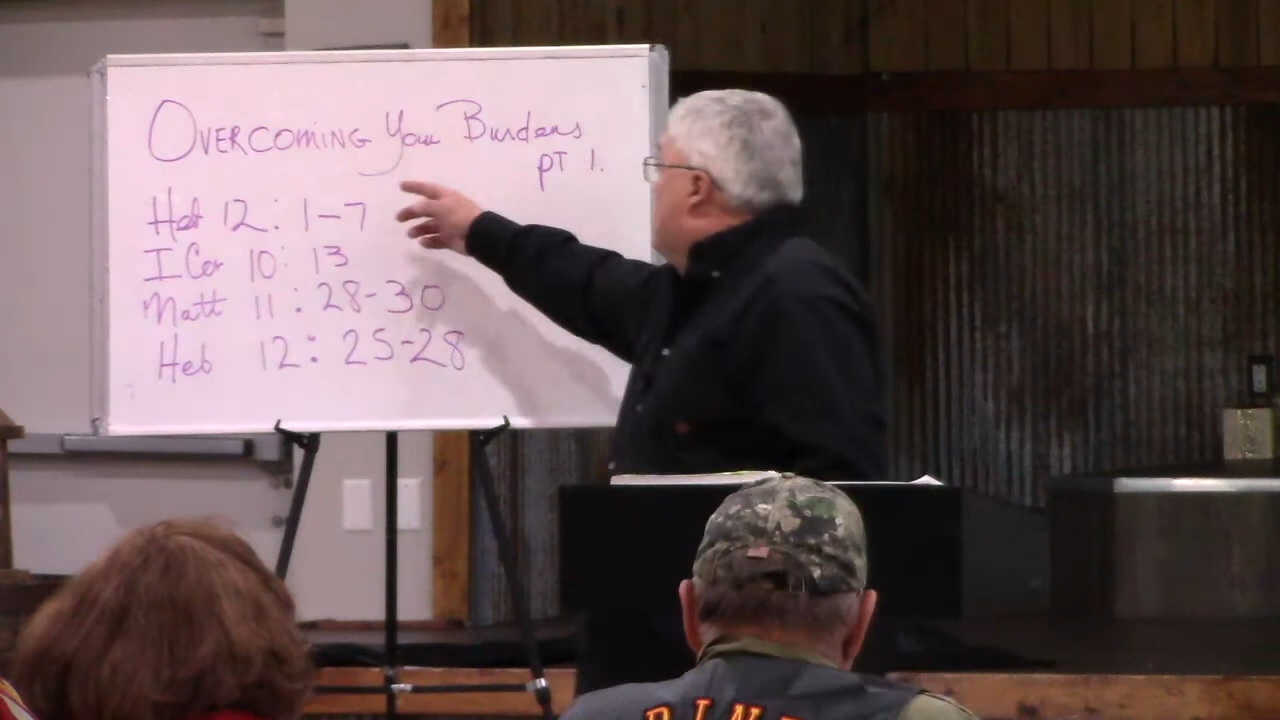 OVERCOMING Your Burdens
PT 1.
Heb 12: 1-7
I Cor 10: 13
Matt 11: 28-30
Heb 12: 25-28